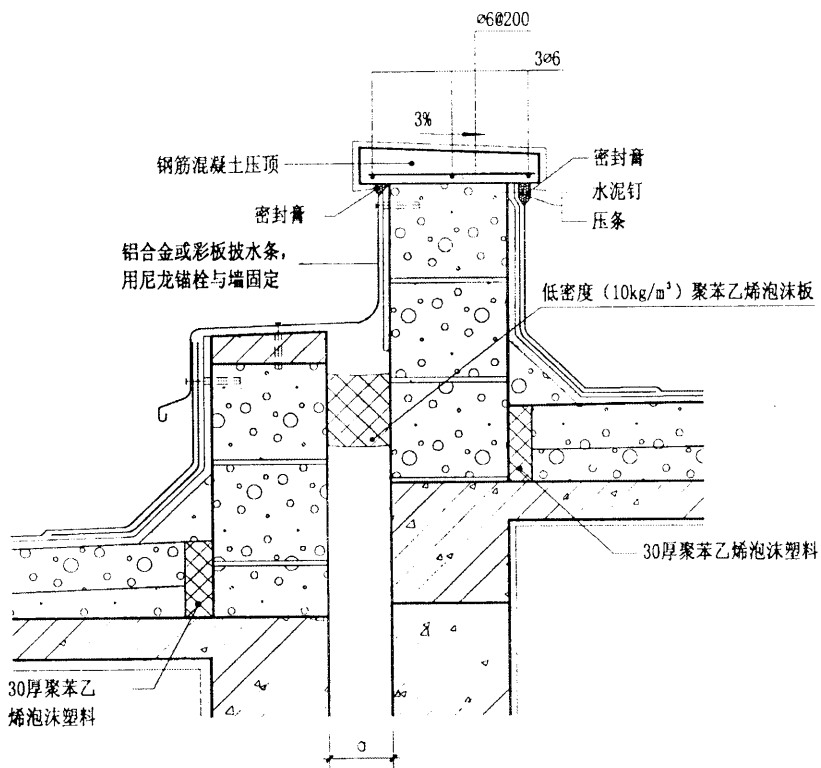 ø6@200
3ø6
3%
钢筋混凝土压顶
密封膏
水泥钉
压条
密封膏
铝合金或彩板披水条，
用尼龙锚栓与墙固定
低密度（10kg/m³）聚苯乙烯泡沫板
30厚聚苯乙烯泡沫塑料
30厚聚苯乙
烯泡沫塑料
a